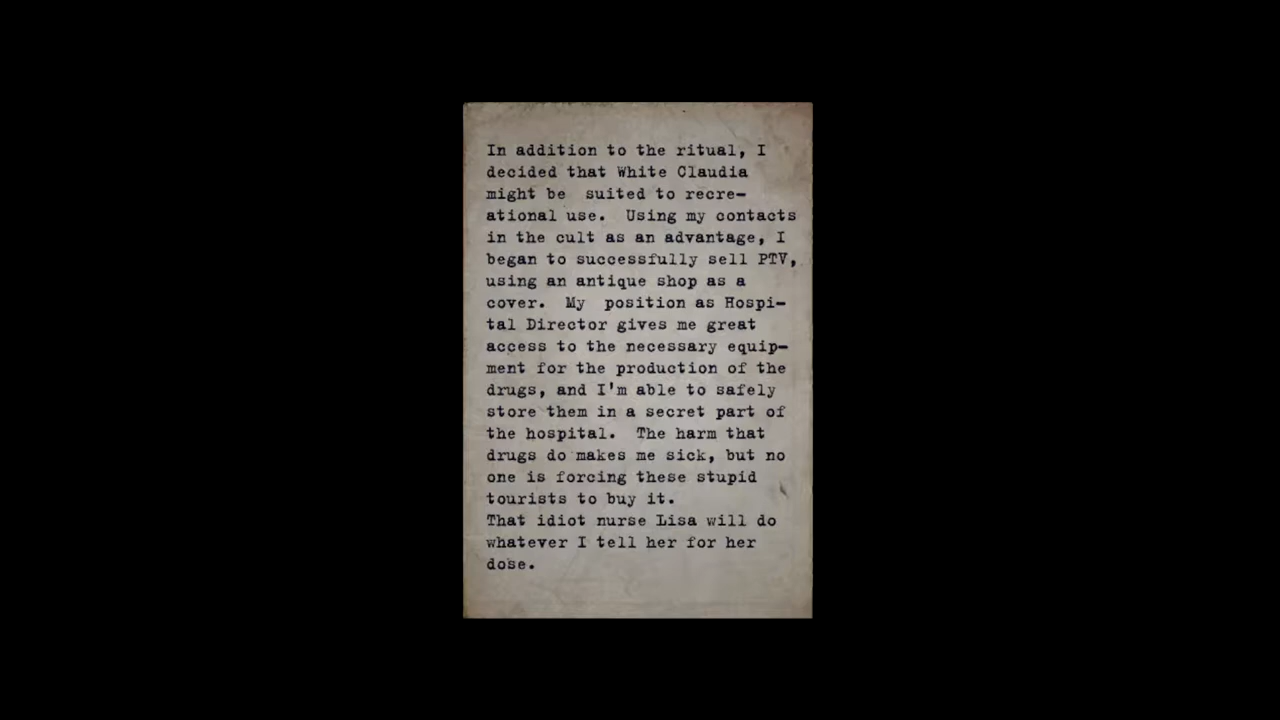 In addition to the ritual, I
decided that White Claudia
might be  suited to recre-
ational use.  Using my contacts
in the cult as an advantage, I
began to successfully sell PTV,
using an antique shop as a
cover.  My  position as Hospi-
tal Director gives me great
access to the necessary equip-
ment for the production of the
drugs, and I'm able to safely
store them in a secret part of
the hospital.  The harm that
drugs do makes me sick, but no
one is forcing these stupid
tourists to buy it.
That idiot nurse Lisa will do
whatever I tell her for her
dose.